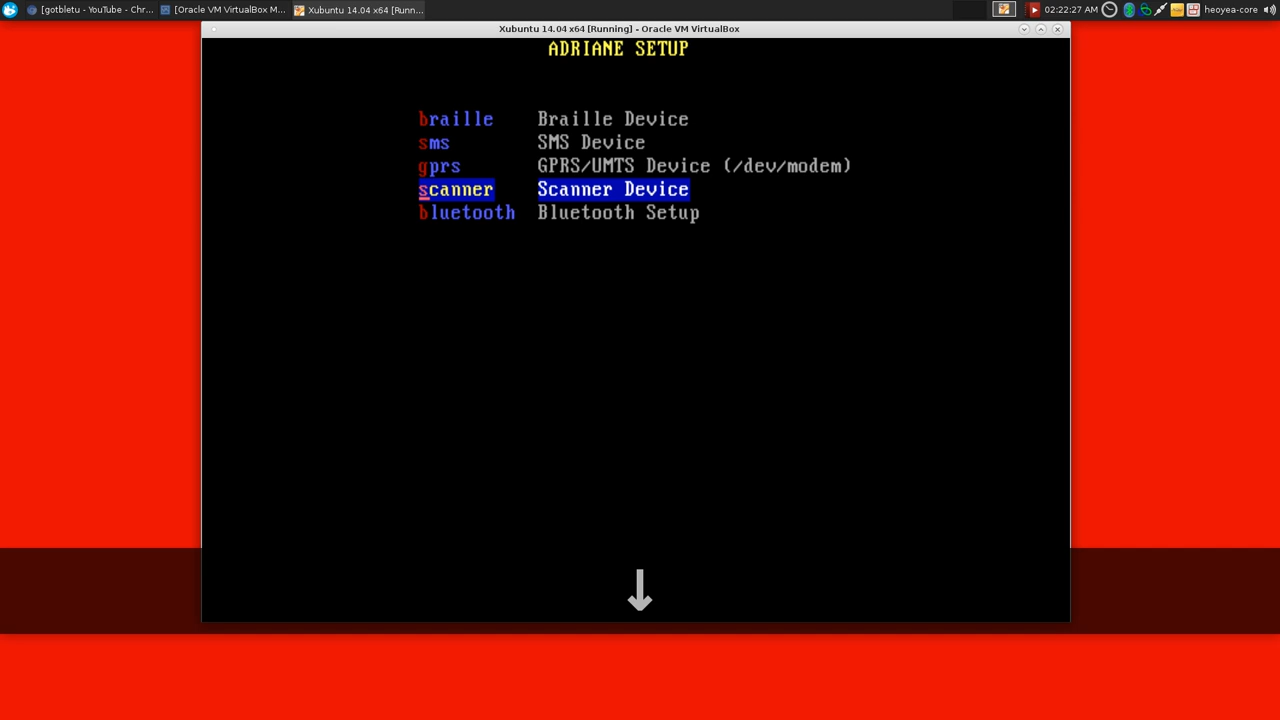 [gotbletu - YouTube - Chr... [Oracle VM VirtualBox M... Xubuntu 14.04 x64 [Runn... 02:22:27 AM heoyea-core
Xubuntu 14.04 x64 [Running] - Oracle VM VirtualBox
ADRIANE SETUP
braille Braille Device
sms SMS Device
gprs GPRS/UMTS Device (/dev/modem)
scanner Scanner Device
bluetooth Bluetooth Setup